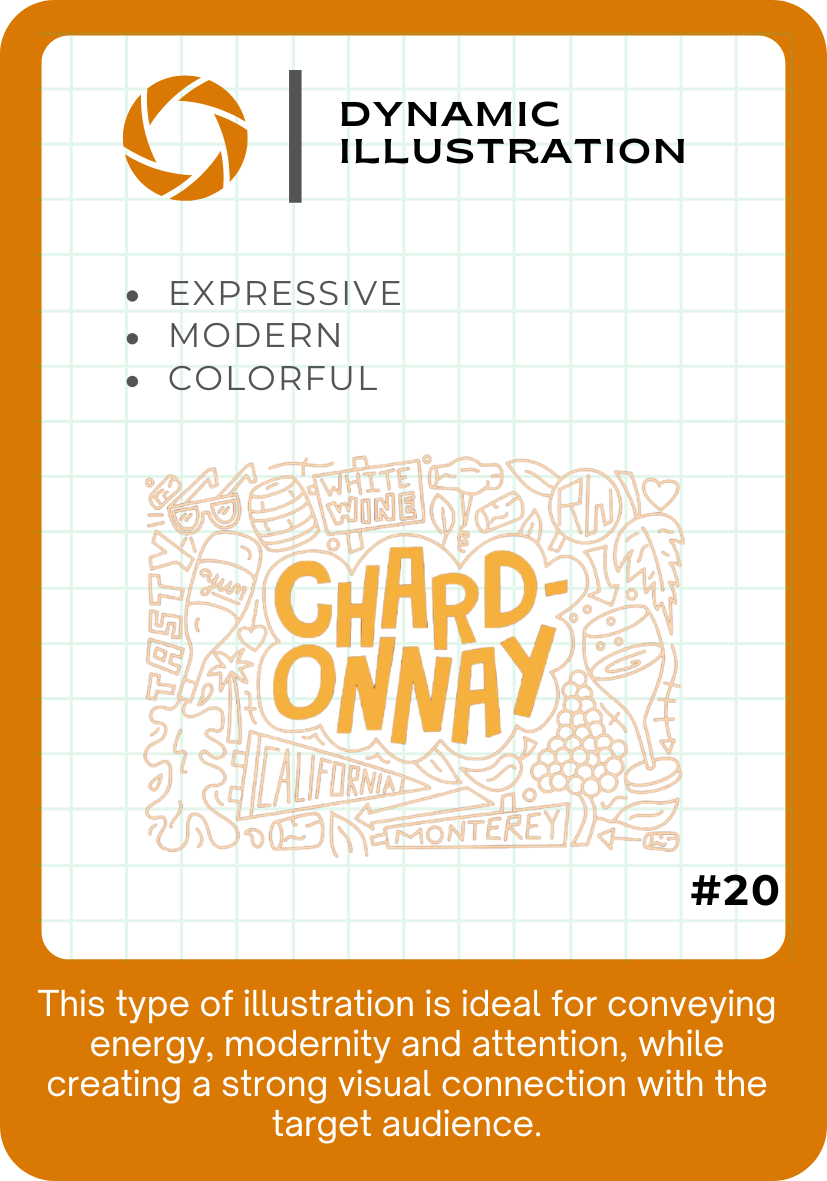 DYNAMIC
ILLUSTRATION
• EXPRESSIVE
• MODERN
• COLORFUL
WHITE
WINE
RW
TASTY
yum
CHARD-
ONNAY
CALIFORNIA
MONTEREY
#20
This type of illustration is ideal for conveying
energy, modernity and attention, while
creating a strong visual connection with the
target audience.